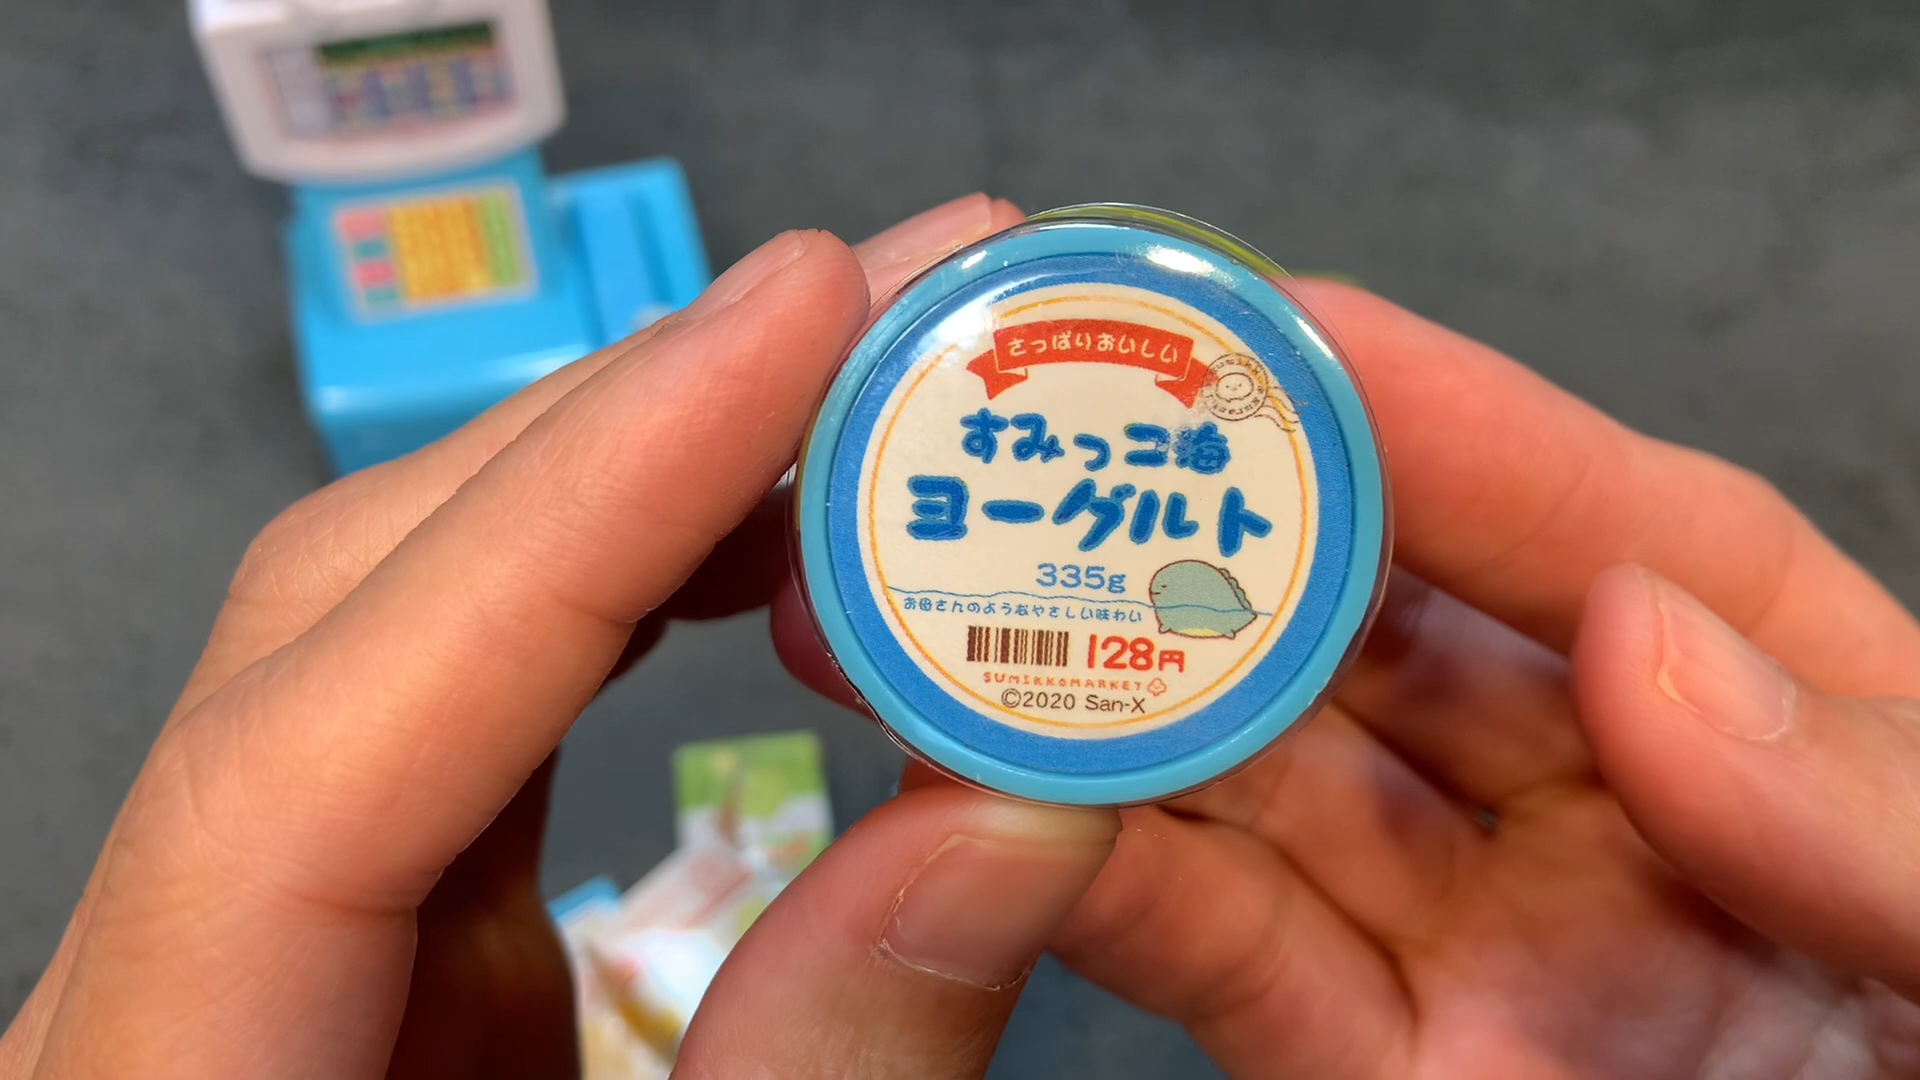 さっぱりおいしい
すみっコ海
ヨーグルト
335g
お母さんのようなやさしい味わい
128円
SUMIKKOMARKET
©2020 San-X